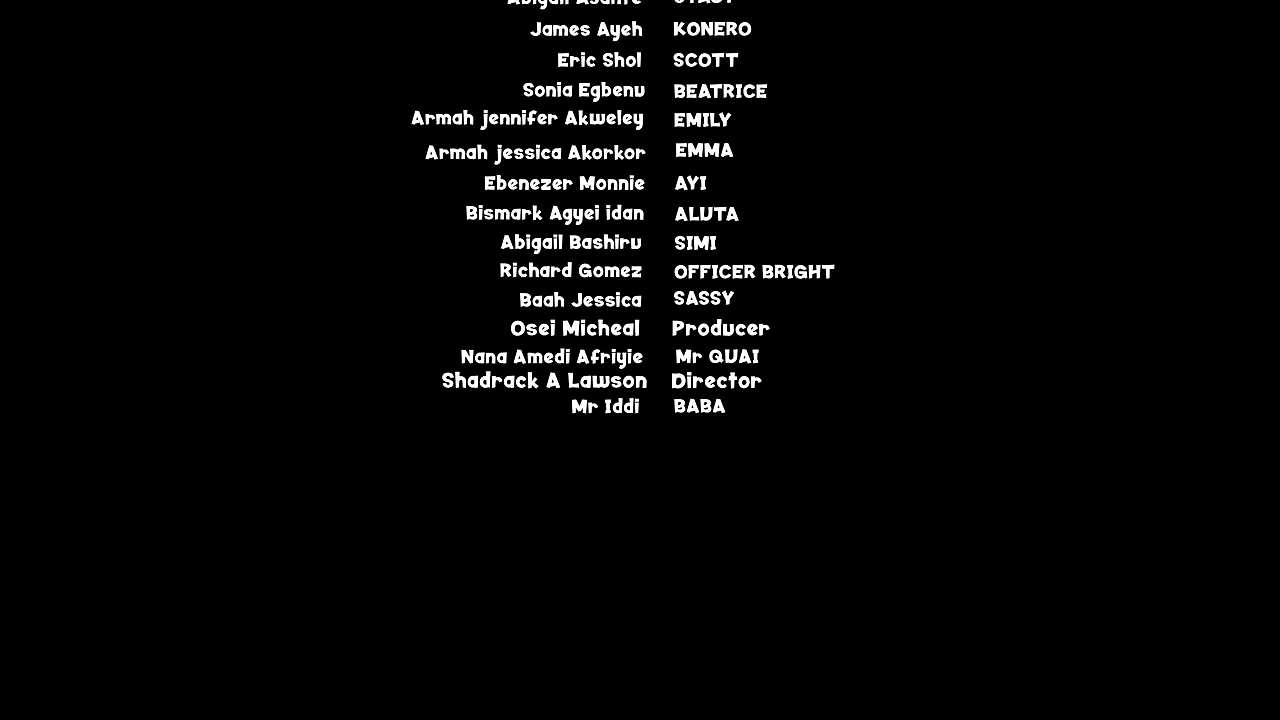 James Ayeh KONERO
Eric Shol SCOTT
Sonia Egbenu BEATRICE
Armah jennifer Akweley EMILY
Armah jessica Akorkor EMMA
Ebenezer Monnie AYI
Bismark Agyei idan ALUTA
Abigail Bashiru SIMI
Richard Gomez OFFICER BRIGHT
Baah Jessica SASSY
Osei Micheal Producer
Nana Amedi Afriyie Mr QUAI
Shadrack A Lawson Director
Mr Iddi BABA